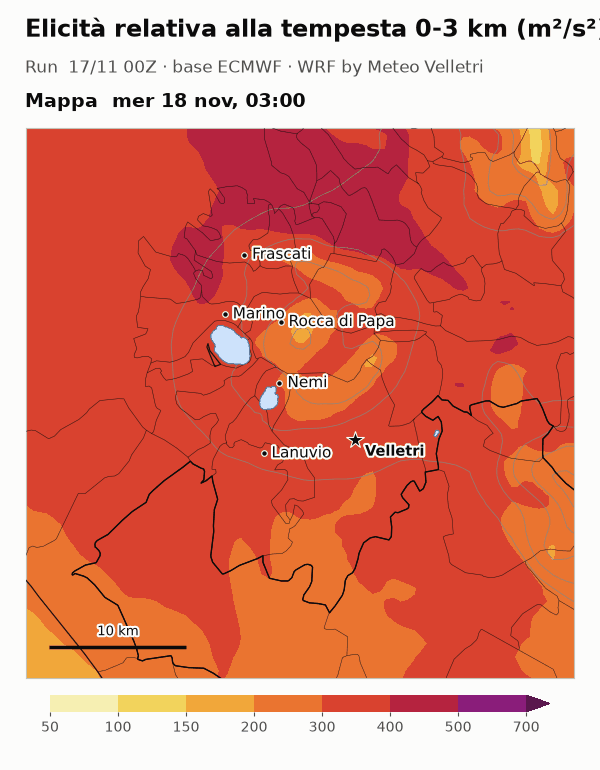 Elicità relativa alla tempesta 0-3 km (m²/s²)
Run  17/11 00Z · base ECMWF · WRF by Meteo Velletri
Mappa  mer 18 nov, 03:00
Frascati
Marino
Rocca di Papa
Nemi
Lanuvio
Velletri
10 km
50 100 150 200 300 400 500 700